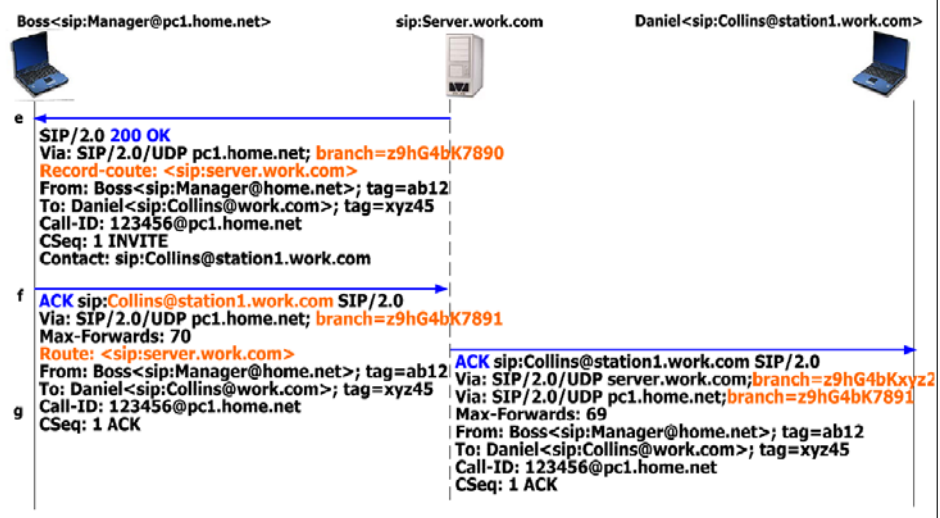 Boss<sip:Manager@pc1.home.net>
sip:Server.work.com
Daniel<sip:Collins@station1.work.com>
e
SIP/2.0 200 OK
Via: SIP/2.0/UDP pc1.home.net; branch=z9hG4bK7890
Record-coute: <sip:server.work.com>
From: Boss<sip:Manager@home.net>; tag=ab12
To: Daniel<sip:Collins@work.com>; tag=xyz45
Call-ID: 123456@pc1.home.net
CSeq: 1 INVITE
Contact: sip:Collins@station1.work.com
f
ACK sip:Collins@station1.work.com SIP/2.0
Via: SIP/2.0/UDP pc1.home.net; branch=z9hG4bK7891
Max-Forwards: 70
Route: <sip:server.work.com>
From: Boss<sip:Manager@home.net>; tag=ab12
To: Daniel<sip:Collins@work.com>; tag=xyz45
g
Call-ID: 123456@pc1.home.net
CSeq: 1 ACK
ACK sip:Collins@station1.work.com SIP/2.0
Via: SIP/2.0/UDP server.work.com;branch=z9hG4bKxyz2
Via: SIP/2.0/UDP pc1.home.net;branch=z9hG4bK7891
Max-Forwards: 69
From: Boss<sip:Manager@home.net>; tag=ab12
To: Daniel<sip:Collins@work.com>; tag=xyz45
Call-ID: 123456@pc1.home.net
CSeq: 1 ACK